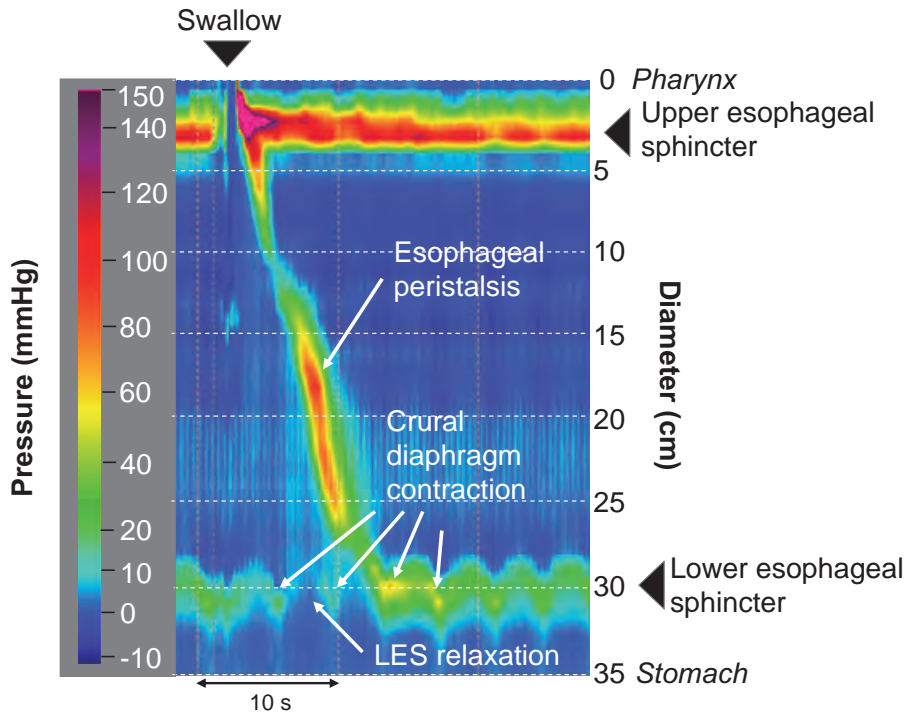 Swallow
150
140
120
100
80
60
40
20
10
0
-10
Pressure (mmHg)
0
5
10
15
20
25
30
35
Diameter (cm)
Pharynx
Upper esophageal
sphincter
Esophageal
peristalsis
Crural
diaphragm
contraction
Lower esophageal
sphincter
LES relaxation
Stomach
10 s